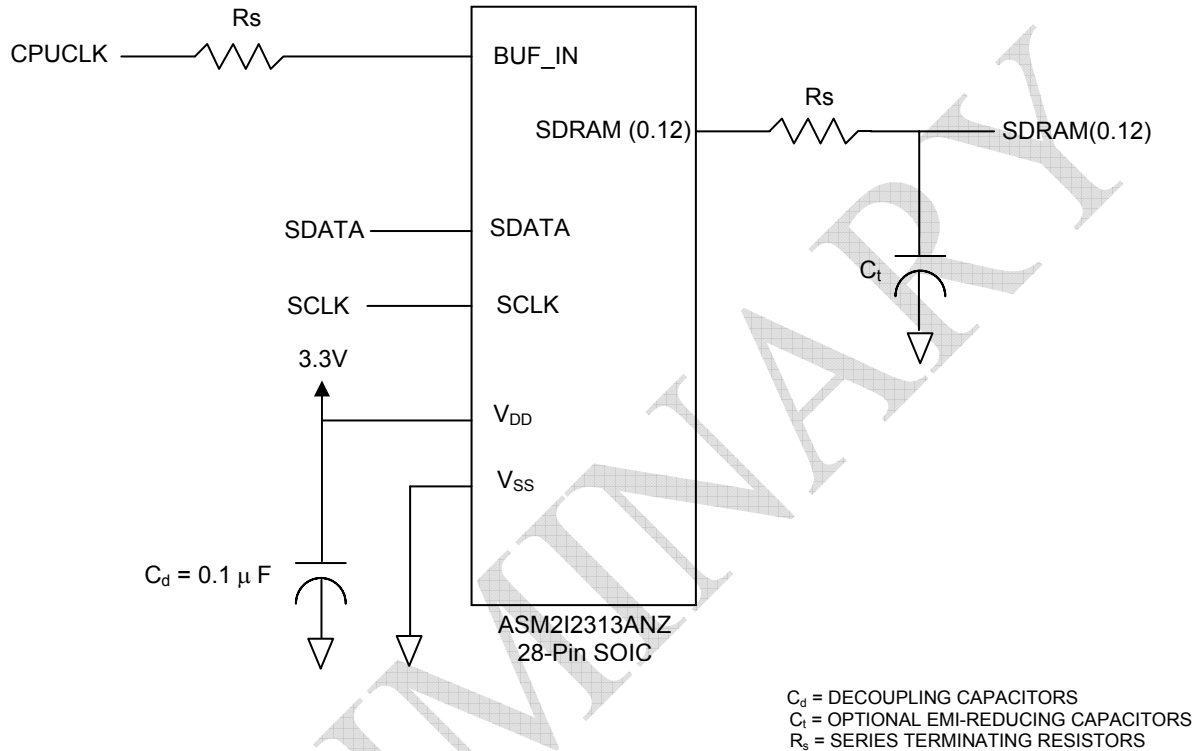 Rs
CPUCLK
BUF_IN
Rs
SDRAM (0.12)
SDRAM(0.12)
SDATA
SDATA
Ct
SCLK
SCLK
3.3V
VDD
VSS
Cd = 0.1 μ F
ASM2I2313ANZ
28-Pin SOIC
Cd = DECOUPLING CAPACITORS
Ct = OPTIONAL EMI-REDUCING CAPACITORS
Rs = SERIES TERMINATING RESISTORS
IMINARY